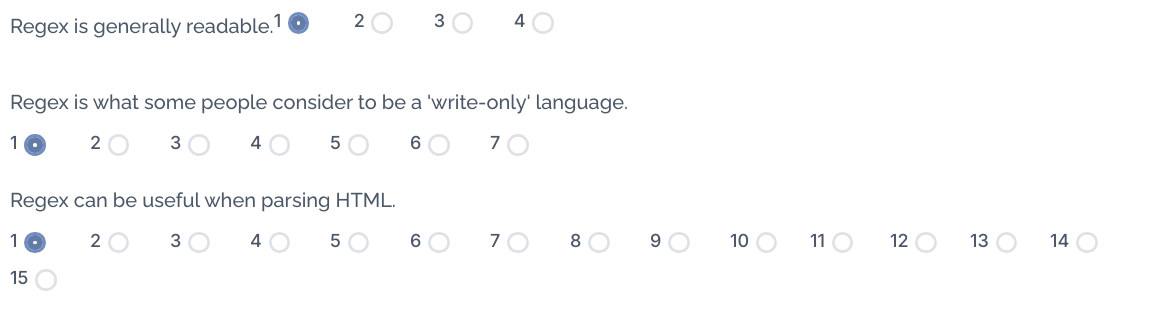 Regex is generally readable.1 2 3 4
Regex is what some people consider to be a 'write-only' language.
1 2 3 4 5 6 7
Regex can be useful when parsing HTML.
1 2 3 4 5 6 7 8 9 10 11 12 13 14
15